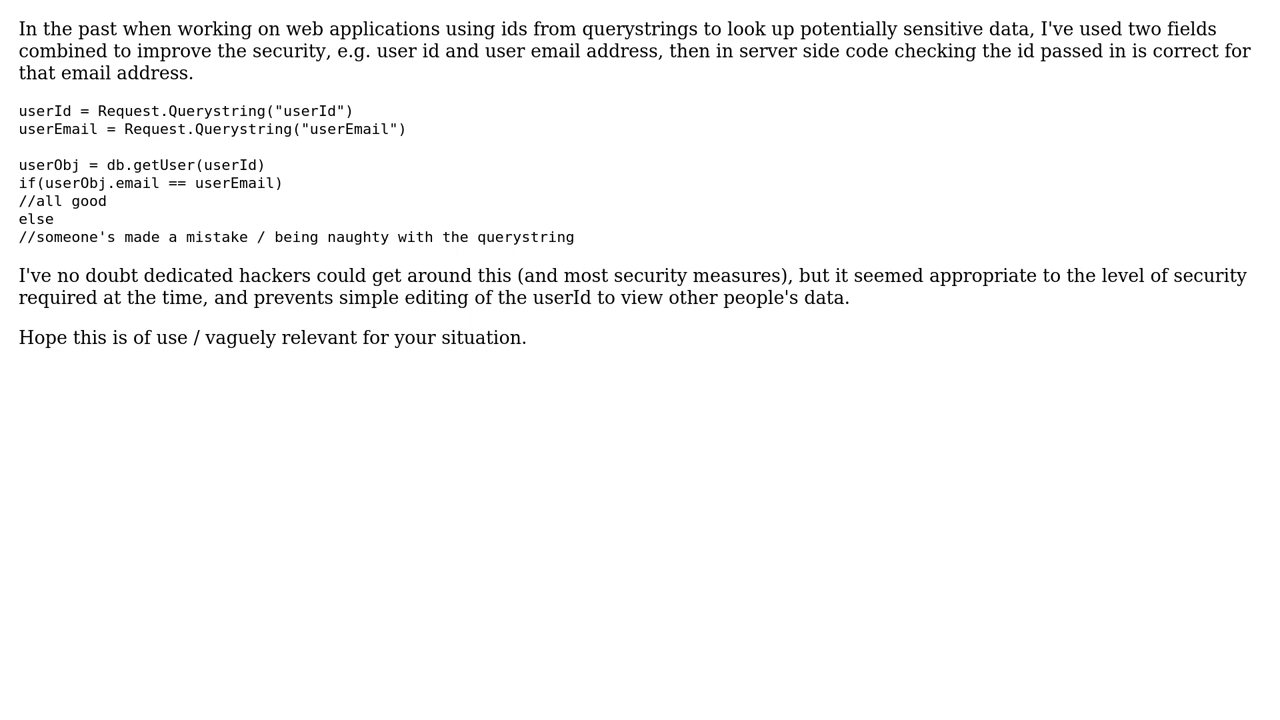 In the past when working on web applications using ids from querystrings to look up potentially sensitive data, I've used two fields
combined to improve the security, e.g. user id and user email address, then in server side code checking the id passed in is correct for
that email address.
userId = Request.Querystring("userId")
userEmail = Request.Querystring("userEmail")
userObj = db.getUser(userId)
if(userObj.email == userEmail)
//all good
else
//someone's made a mistake / being naughty with the querystring
I've no doubt dedicated hackers could get around this (and most security measures), but it seemed appropriate to the level of security
required at the time, and prevents simple editing of the userId to view other people's data.
Hope this is of use / vaguely relevant for your situation.